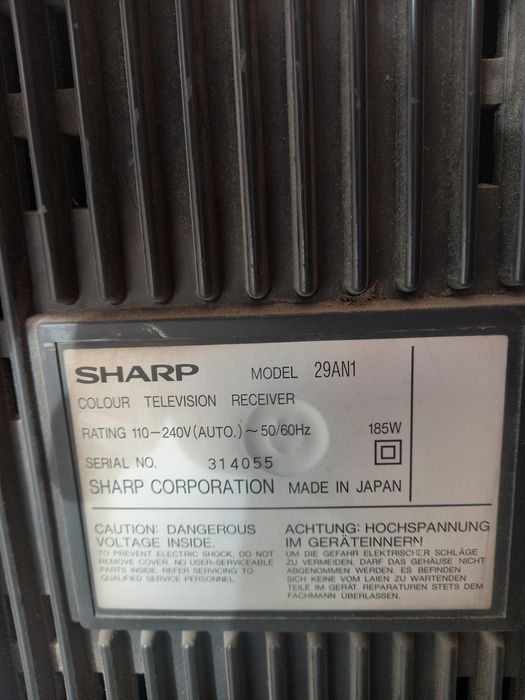 SHARP MODEL 29AN1
COLOUR TELEVISION RECEIVER
RATING 110–240V(AUTO.)~50/60Hz 185W
SERIAL NO. 314055
SHARP CORPORATION MADE IN JAPAN
CAUTION: DANGEROUS
VOLTAGE INSIDE.
TO PREVENT ELECTRIC SHOCK, DO NOT
REMOVE COVER. NO USER-SERVICEABLE
PARTS INSIDE. REFER SERVICING TO
QUALIFIED SERVICE PERSONNEL.
ACHTUNG: HOCHSPANNUNG
IM GERÄTEINNERN!
UM DIE GEFAHR ELEKTRISCHER SCHLÄGE
ZU VERMEIDEN, DARF DAS GEHÄUSE NICHT
ABGENOMMEN WERDEN. ES BEFINDEN
SICH KEINE VOM LAIEN ZU WARTENDEN
TEILE IM GERÄT. REPARATUREN STETS DEM
FACHMANN ÜBERLASSEN.